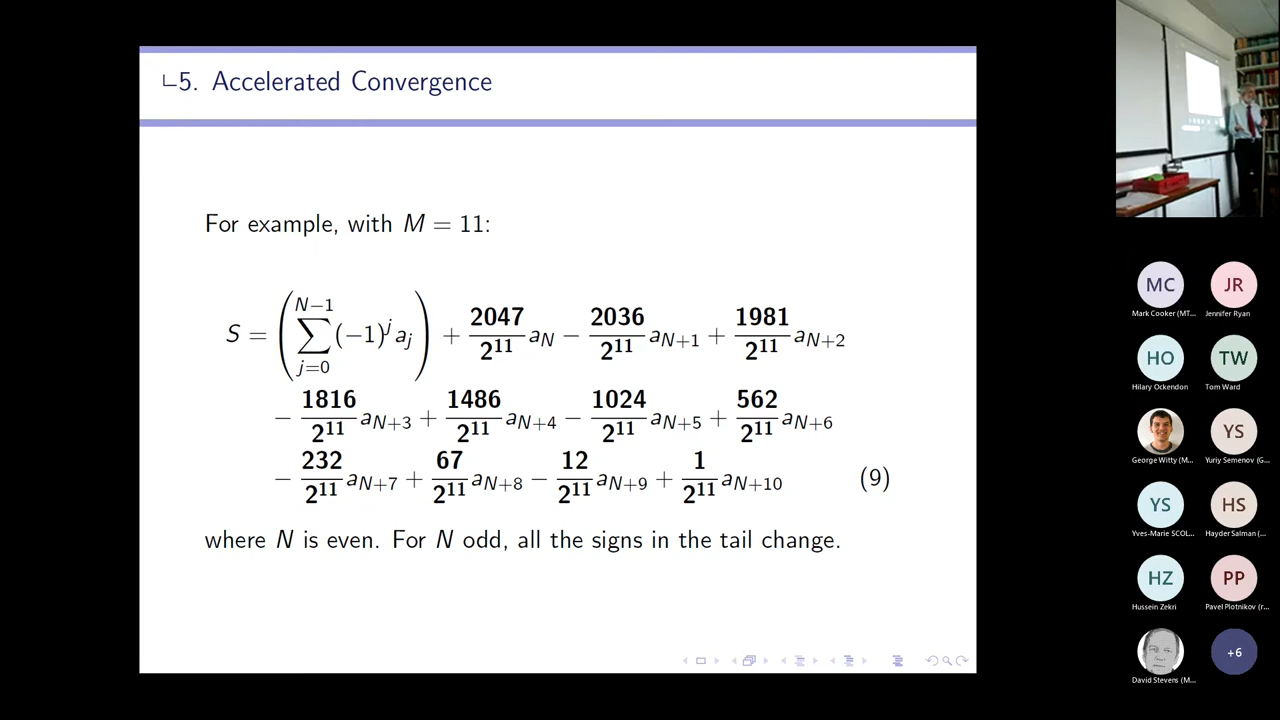 5. Accelerated Convergence
For example, with M = 11:
S = (∑_{j=0}^{N−1} (−1)^j a_j) + 2047/2^11 a_N − 2036/2^11 a_{N+1} + 1981/2^11 a_{N+2}
− 1816/2^11 a_{N+3} + 1486/2^11 a_{N+4} − 1024/2^11 a_{N+5} + 562/2^11 a_{N+6}
− 232/2^11 a_{N+7} + 67/2^11 a_{N+8} − 12/2^11 a_{N+9} + 1/2^11 a_{N+10} (9)
where N is even. For N odd, all the signs in the tail change.
MC JR
Mark Cooker (MT... Jennifer Ryan
HO TW
Hilary Ockendon Tom Ward
YS
George Witty (M... Yuriy Semenov (G...
YS HS
Yves-Marie SCOL... Hayder Salman (...
HZ PP
Hussein Zekri Pavel Plotnikov (r...
+6
David Stevens (M...